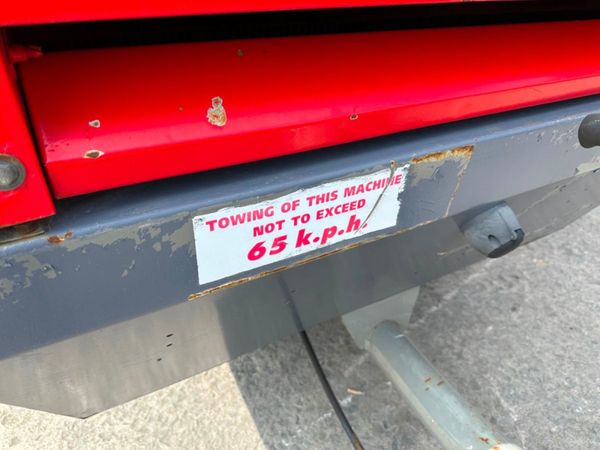 TOWING OF THIS MACHINE
NOT TO EXCEED
65 k.p.h.